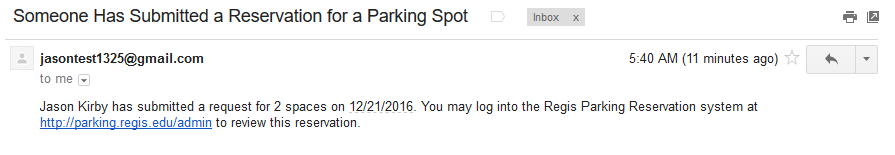 Someone Has Submitted a Reservation for a Parking Spot
Inbox x
jasontest1325@gmail.com 5:40 AM (11 minutes ago)
to me
Jason Kirby has submitted a request for 2 spaces on 12/21/2016. You may log into the Regis Parking Reservation system at
http://parking.regis.edu/admin to review this reservation.